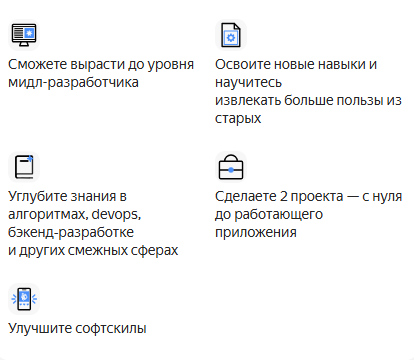 Сможете вырасти до уровня
мидл-разработчика
Освоите новые навыки и
научитесь
извлекать больше пользы из
старых
Углубите знания в
алгоритмах, devops,
бэкенд-разработке
и других смежных сферах
Сделаете 2 проекта — с нуля
до работающего
приложения
Улучшите софтскилы